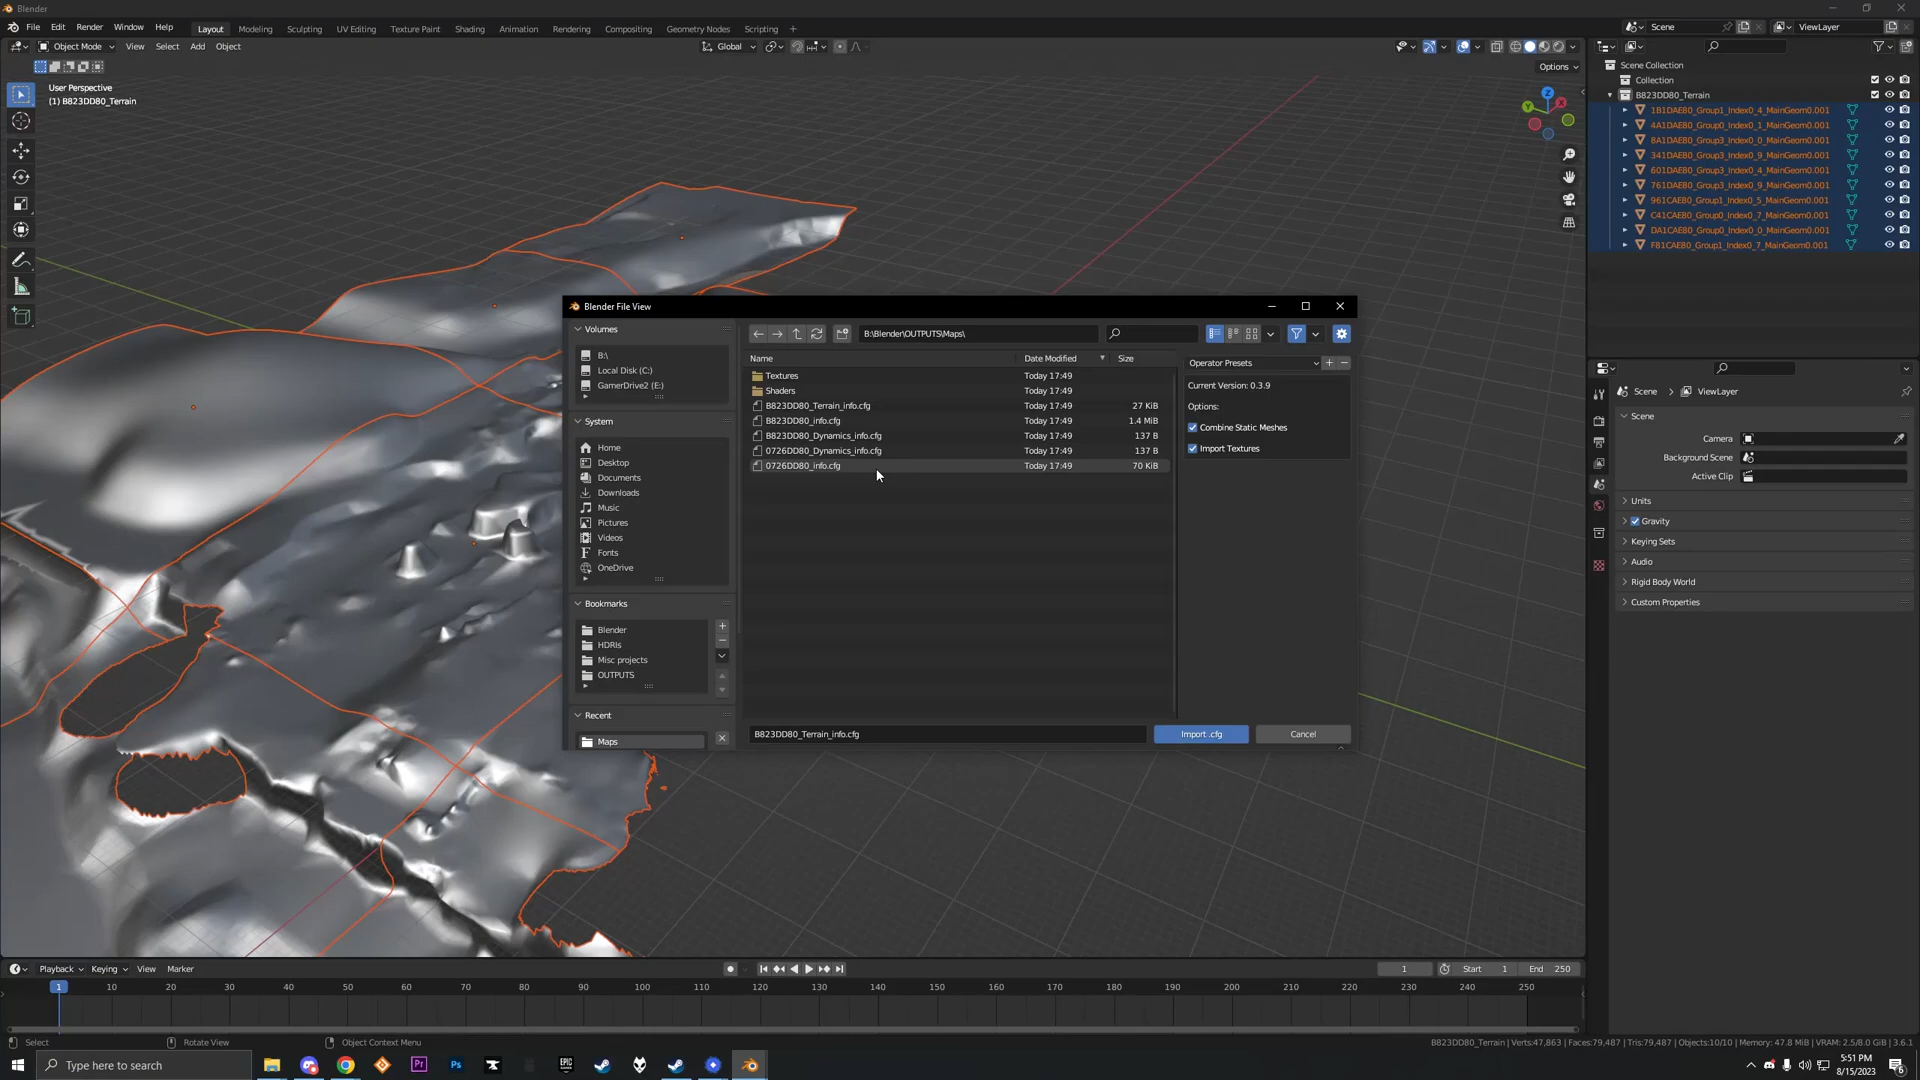 Blender
File Edit Render Window Help Layout Modeling Sculpting UV Editing Texture Paint Shading Animation Rendering Compositing Geometry Nodes Scripting + Scene ViewLayer
Object Mode View Select Add Object Global
Options
User Perspective
(1) B823DD80_Terrain
Z
X
Y
Scene Collection
Collection
B823DD80_Terrain
1B1DAE80_Group1_Index0_4_MainGeom0.001
4A1DAE80_Group0_Index0_1_MainGeom0.001
8A1DAE80_Group3_Index0_0_MainGeom0.001
341DAE80_Group3_Index0_9_MainGeom0.001
601DAE80_Group3_Index0_4_MainGeom0.001
761DAE80_Group3_Index0_9_MainGeom0.001
961CAE80_Group1_Index0_5_MainGeom0.001
C41CAE80_Group0_Index0_7_MainGeom0.001
DA1CAE80_Group0_Index0_0_MainGeom0.001
F81CAE80_Group1_Index0_7_MainGeom0.001
Blender File View
Volumes
B:\
Local Disk (C:)
GamerDrive2 (E:)
System
Home
Desktop
Documents
Downloads
Music
Pictures
Videos
Fonts
OneDrive
Bookmarks
Blender
HDRIs
Misc projects
OUTPUTS
Recent
Maps
B:\Blender\OUTPUTS\Maps\
Name Date Modified Size
Textures Today 17:49
Shaders Today 17:49
B823DD80_Terrain_info.cfg Today 17:49 27 KiB
B823DD80_info.cfg Today 17:49 1.4 MiB
B823DD80_Dynamics_info.cfg Today 17:49 137 B
0726DD80_Dynamics_info.cfg Today 17:49 137 B
0726DD80_info.cfg Today 17:49 70 KiB
Operator Presets
Current Version: 0.3.9
Options:
Combine Static Meshes
Import Textures
B823DD80_Terrain_info.cfg Import .cfg Cancel
Scene ViewLayer
Scene
Camera
Background Scene
Active Clip
Units
Gravity
Keying Sets
Audio
Rigid Body World
Custom Properties
Playback Keying View Marker 1 Start 1 End 250
1 10 20 30 40 50 60 70 80 90 100 110 120 130 140 150 160 170 180 190 200 210 220 230 240 250
Select Rotate View Object Context Menu B823DD80_Terrain | Verts:47,863 | Faces:79,487 | Tris:79,487 | Objects:10/10 | Memory: 47.8 MiB | VRAM: 2.5/8.0 GiB | 3.6.1
Type here to search Pr Ps EPIC GAMES 5:51 PM
8/15/2023 6